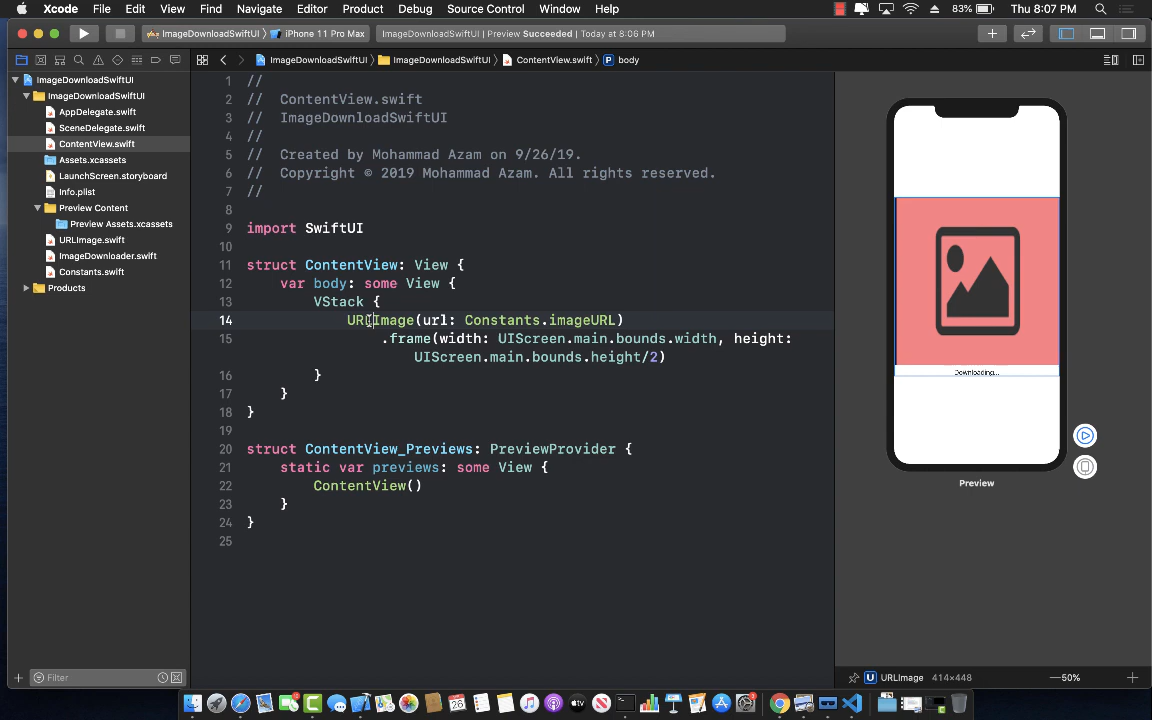 Xcode File Edit View Find Navigate Editor Product Debug Source Control Window Help 83% Thu 8:07 PM
ImageDownloadSwiftUI iPhone 11 Pro Max ImageDownloadSwiftUI | Preview Succeeded | Today at 8:06 PM
ImageDownloadSwiftUI ImageDownloadSwiftUI ContentView.swift P body
ImageDownloadSwiftUI
ImageDownloadSwiftUI
AppDelegate.swift
SceneDelegate.swift
ContentView.swift
Assets.xcassets
LaunchScreen.storyboard
Info.plist
Preview Content
Preview Assets.xcassets
URLImage.swift
ImageDownloader.swift
Constants.swift
Products
Filter
1 //
2 //  ContentView.swift
3 //  ImageDownloadSwiftUI
4 //
5 //  Created by Mohammad Azam on 9/26/19.
6 //  Copyright © 2019 Mohammad Azam. All rights reserved.
7 //
8
9 import SwiftUI
10
11 struct ContentView: View {
12 var body: some View {
13 VStack {
14 URLImage(url: Constants.imageURL)
15 .frame(width: UIScreen.main.bounds.width, height:
UIScreen.main.bounds.height/2)
16 }
17 }
18 }
19
20 struct ContentView_Previews: PreviewProvider {
21 static var previews: some View {
22 ContentView()
23 }
24 }
25
Downloading...
Preview
U URLImage 414×448 50%
26